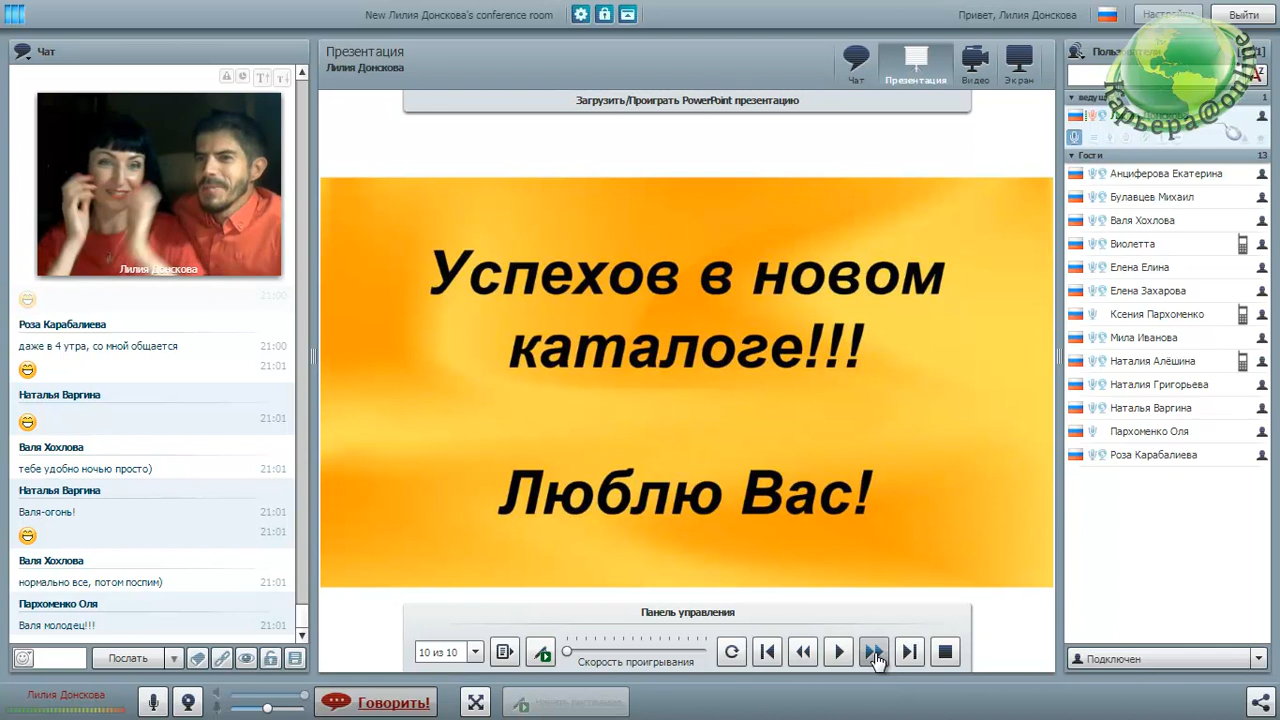 New Лилия Донскова's conference room
Привет, Лилия Донскова
Настройки
Выйти
Чат
Лилия Донскова
21:00
Роза Карабалиева
даже в 4 утра, со мной общается 21:00
21:01
Наталья Варгина
21:01
Валя Хохлова
тебе удобно ночью просто) 21:01
Наталья Варгина
Валя-огонь! 21:01
21:01
Валя Хохлова
нормально все, потом поспим) 21:01
Пархоменко Оля
Валя молодец!!! 21:01
Послать
Презентация
Лилия Донскова
Чат
Презентация
Видео
Экран
Загрузить/Проиграть PowerPoint презентацию
Успехов в новом
каталоге!!!
Люблю Вас!
Панель управления
10 из 10
Скорость проигрывания
Карьера@online
Гости 13
Анциферова Екатерина
Булавцев Михаил
Валя Хохлова
Виолетта
Елена Елина
Елена Захарова
Ксения Пархоменко
Мила Иванова
Наталия Алёшина
Наталия Григорьева
Наталья Варгина
Пархоменко Оля
Роза Карабалиева
Подключен
Лилия Донскова
Говорить!